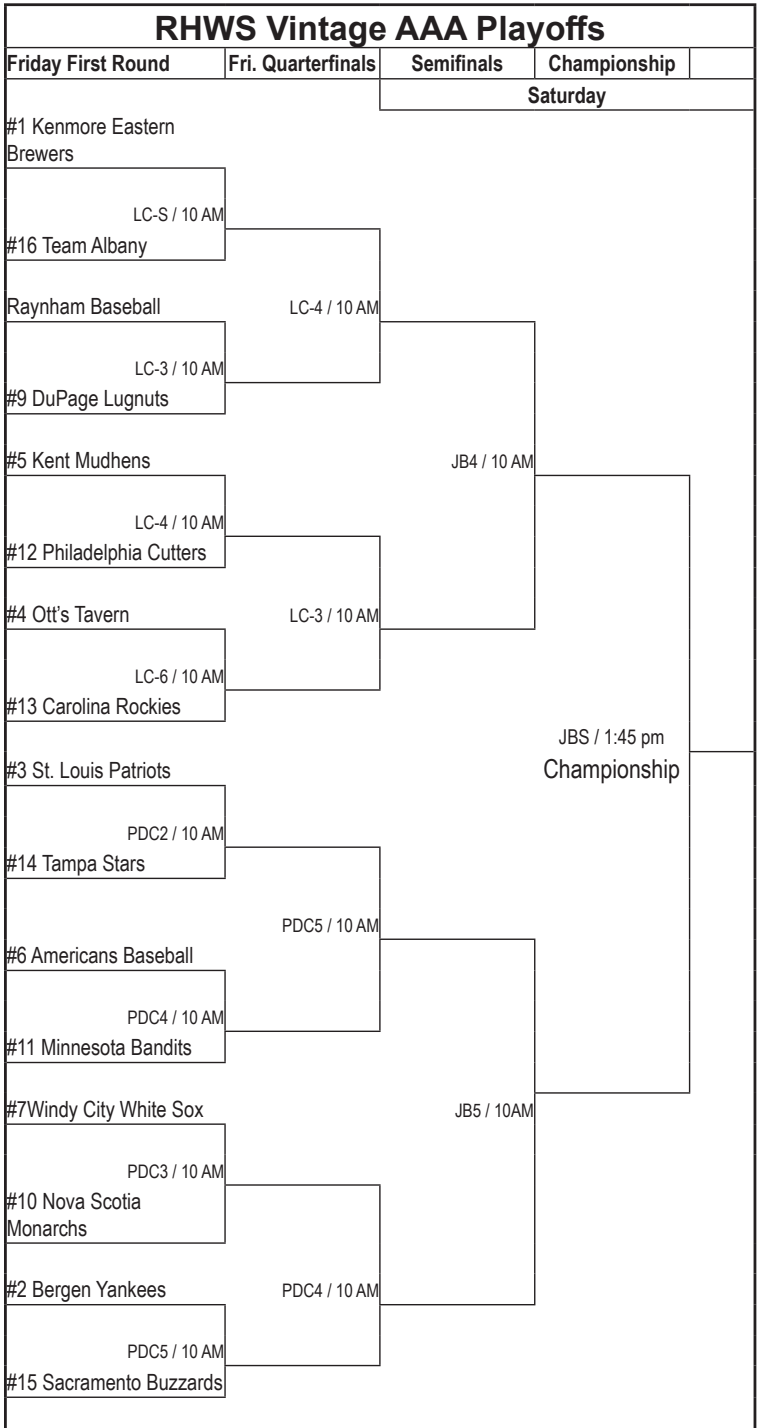 RHWS Vintage AAA Playoffs
Friday First Round
Fri. Quarterfinals
Semifinals
Championship
Saturday
#1 Kenmore Eastern
Brewers
LC-S / 10 AM
#16 Team Albany
Raynham Baseball
LC-4 / 10 AM
LC-3 / 10 AM
#9 DuPage Lugnuts
#5 Kent Mudhens
JB4 / 10 AM
LC-4 / 10 AM
#12 Philadelphia Cutters
#4 Ott's Tavern
LC-3 / 10 AM
LC-6 / 10 AM
#13 Carolina Rockies
JBS / 1:45 pm
Championship
#3 St. Louis Patriots
PDC2 / 10 AM
#14 Tampa Stars
PDC5 / 10 AM
#6 Americans Baseball
PDC4 / 10 AM
#11 Minnesota Bandits
#7Windy City White Sox
JB5 / 10AM
PDC3 / 10 AM
#10 Nova Scotia
Monarchs
#2 Bergen Yankees
PDC4 / 10 AM
PDC5 / 10 AM
#15 Sacramento Buzzards